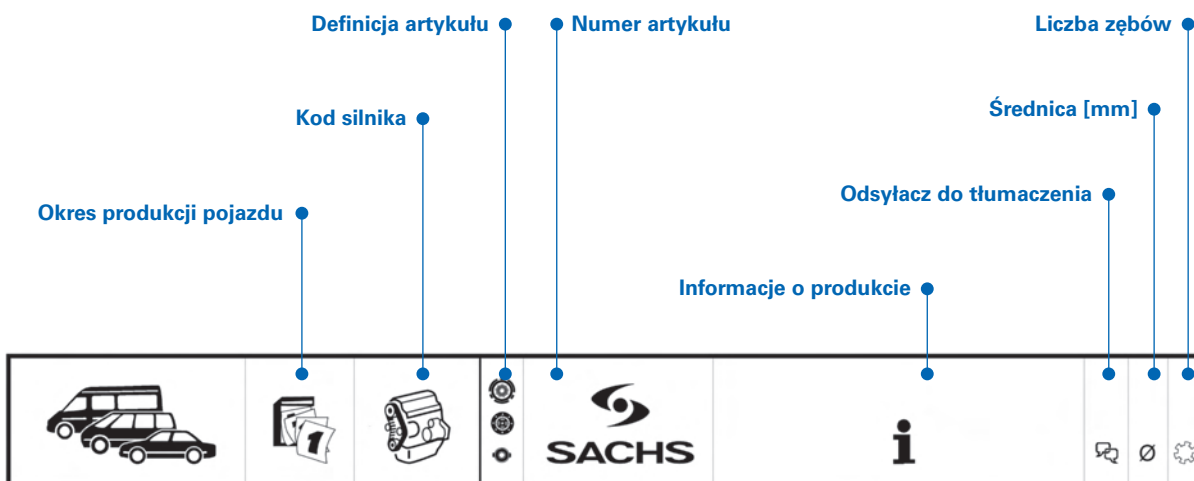 Definicja artykułu
Numer artykułu
Liczba zębów
Kod silnika
Średnica [mm]
Okres produkcji pojazdu
Odsyłacz do tłumaczenia
Informacje o produkcie
1
SACHS
i
Ø